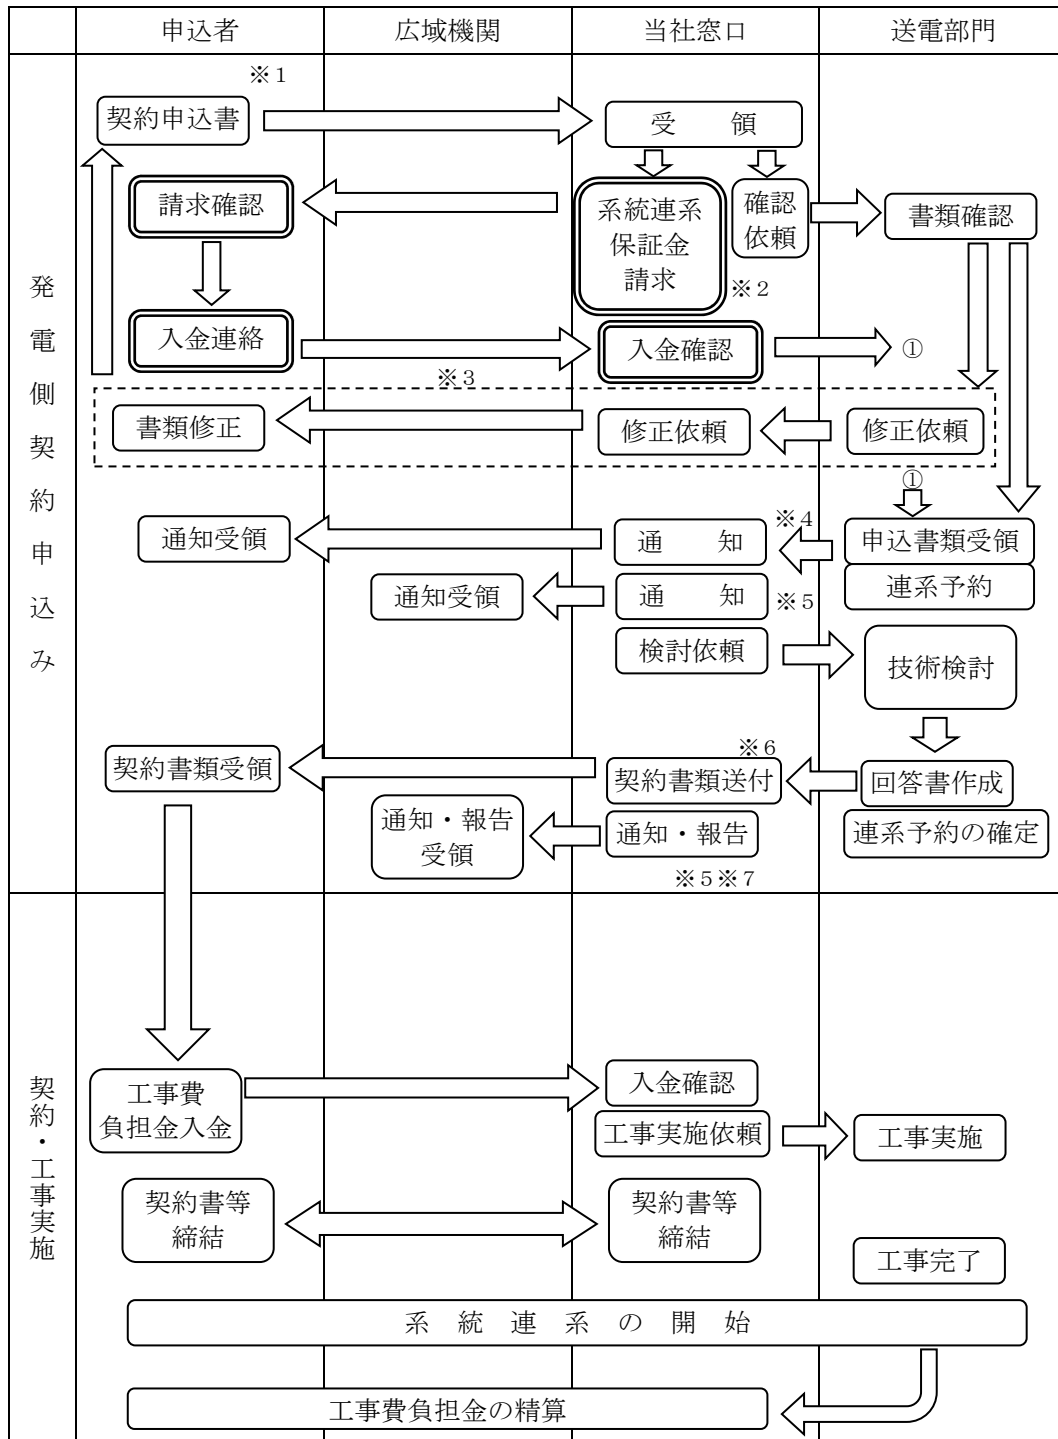 申込者
広域機関
当社窓口
送電部門
発電側契約申込み
※1
契約申込書
受　領
請求確認
系統連系
保証金
請求
確認
依頼
書類確認
※2
入金連絡
入金確認
①
※3
書類修正
修正依頼
修正依頼
①
※4
通知受領
通　知
申込書類受領
通知受領
通　知
※5
連系予約
検討依頼
技術検討
※6
契約書類受領
契約書類送付
回答書作成
通知・報告
受領
通知・報告
連系予約の確定
※5※7
契約・工事実施
工事費
負担金入金
入金確認
工事実施依頼
工事実施
契約書等
締結
契約書等
締結
工事完了
系統連系の開始
工事費負担金の精算